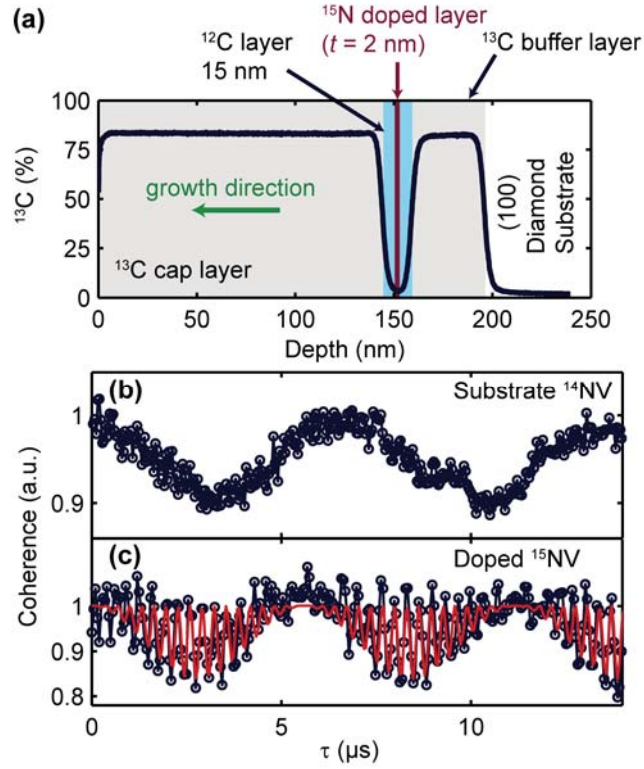 (a)
¹⁵N doped layer
(t = 2 nm)
¹²C layer
15 nm
¹³C buffer layer
¹³C (%)
100
75
50
25
0
growth direction
¹³C cap layer
(100)
Diamond
Substrate
0 50 100 150 200 250
Depth (nm)
(b)
Substrate ¹⁴NV
1
0.9
(c)
Doped ¹⁵NV
1
0.9
0.8
Coherence (a.u.)
0 5 10
τ (µs)